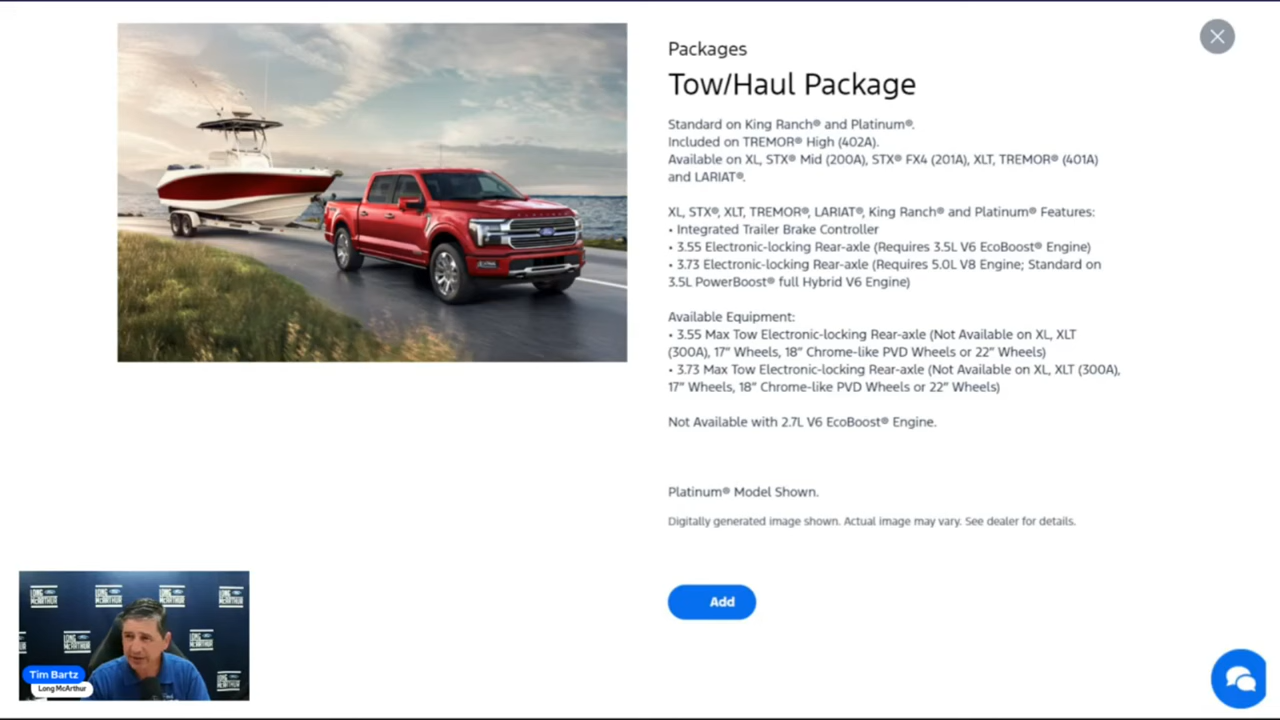 Packages
Tow/Haul Package
Standard on King Ranch® and Platinum®.
Included on TREMOR® High (402A).
Available on XL, STX® Mid (200A), STX® FX4 (201A), XLT, TREMOR® (401A)
and LARIAT®.
XL, STX®, XLT, TREMOR®, LARIAT®, King Ranch® and Platinum® Features:
• Integrated Trailer Brake Controller
• 3.55 Electronic-locking Rear-axle (Requires 3.5L V6 EcoBoost® Engine)
• 3.73 Electronic-locking Rear-axle (Requires 5.0L V8 Engine; Standard on
3.5L PowerBoost® full Hybrid V6 Engine)
Available Equipment:
• 3.55 Max Tow Electronic-locking Rear-axle (Not Available on XL, XLT
(300A), 17" Wheels, 18" Chrome-like PVD Wheels or 22" Wheels)
• 3.73 Max Tow Electronic-locking Rear-axle (Not Available on XL, XLT (300A),
17" Wheels, 18" Chrome-like PVD Wheels or 22" Wheels)
Not Available with 2.7L V6 EcoBoost® Engine.
Platinum® Model Shown.
Digitally generated image shown. Actual image may vary. See dealer for details.
Add
LONG
MCARTHUR
Tim Bartz
Long McArthur